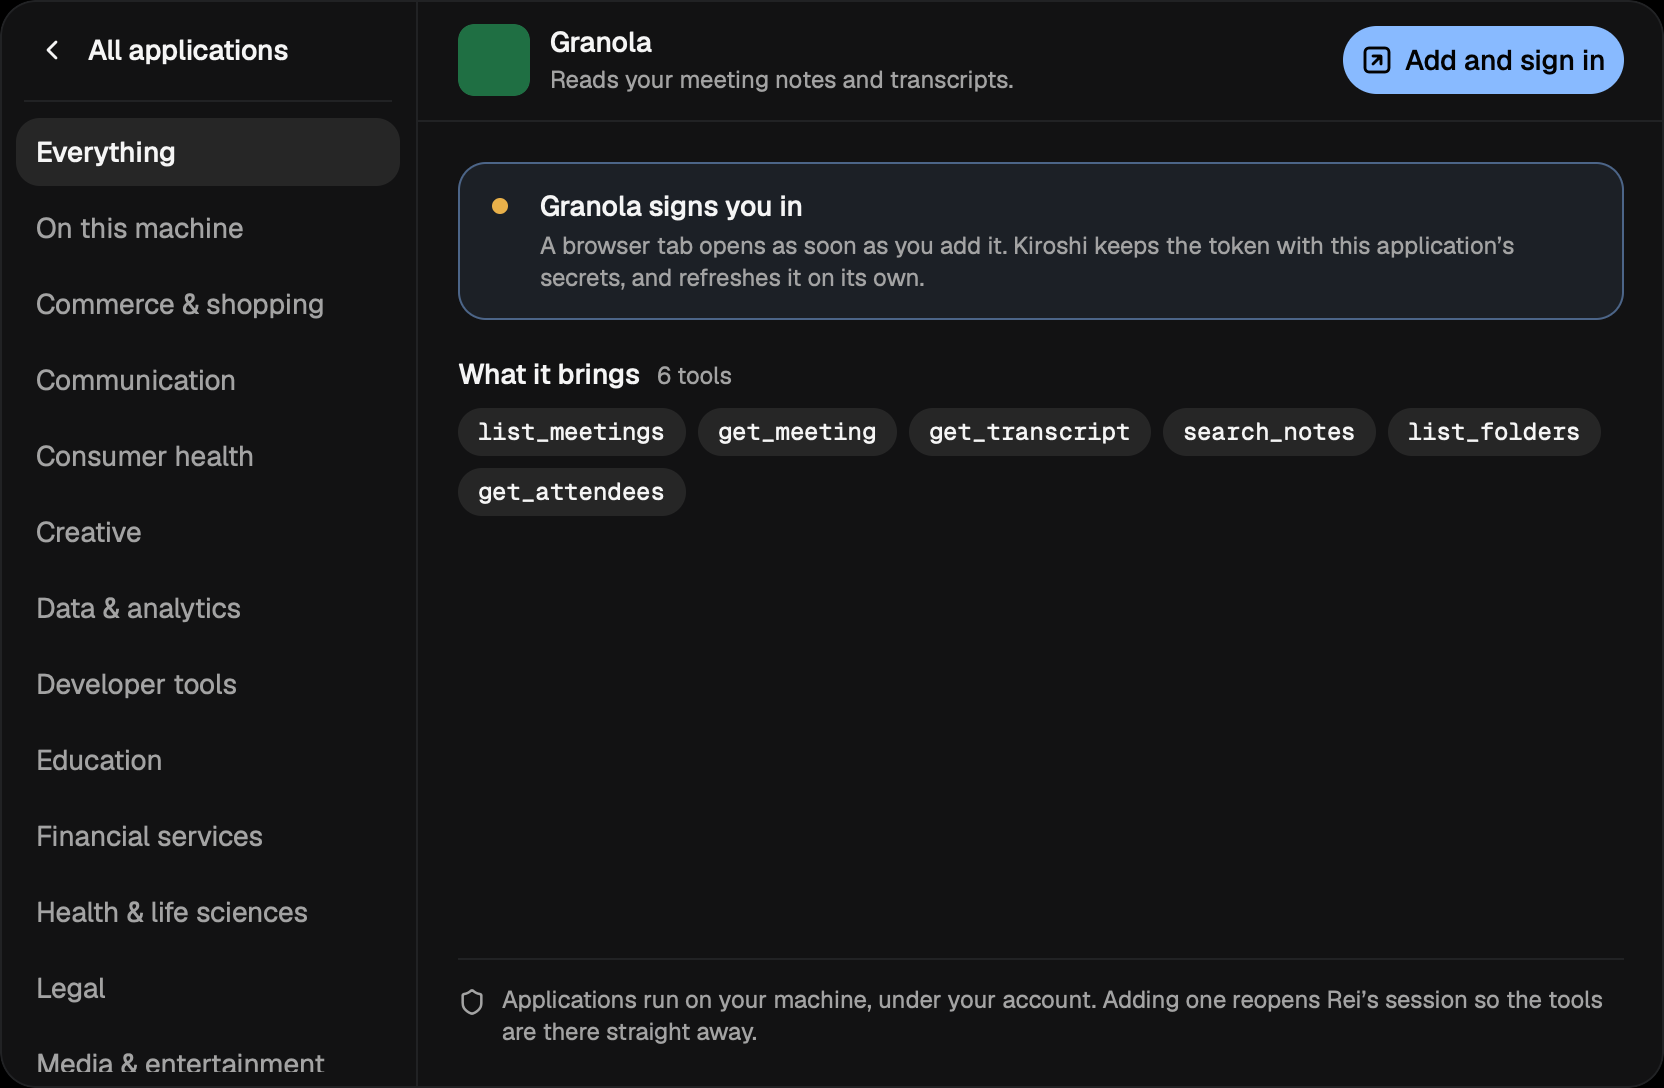 All applications
Everything
On this machine
Commerce & shopping
Communication
Consumer health
Creative
Data & analytics
Developer tools
Education
Financial services
Health & life sciences
Legal
Media & entertainment
Granola
Reads your meeting notes and transcripts.
Add and sign in
Granola signs you in
A browser tab opens as soon as you add it. Kiroshi keeps the token with this application’s
secrets, and refreshes it on its own.
What it brings 6 tools
list_meetings get_meeting get_transcript search_notes list_folders
get_attendees
Applications run on your machine, under your account. Adding one reopens Rei’s session so the tools
are there straight away.